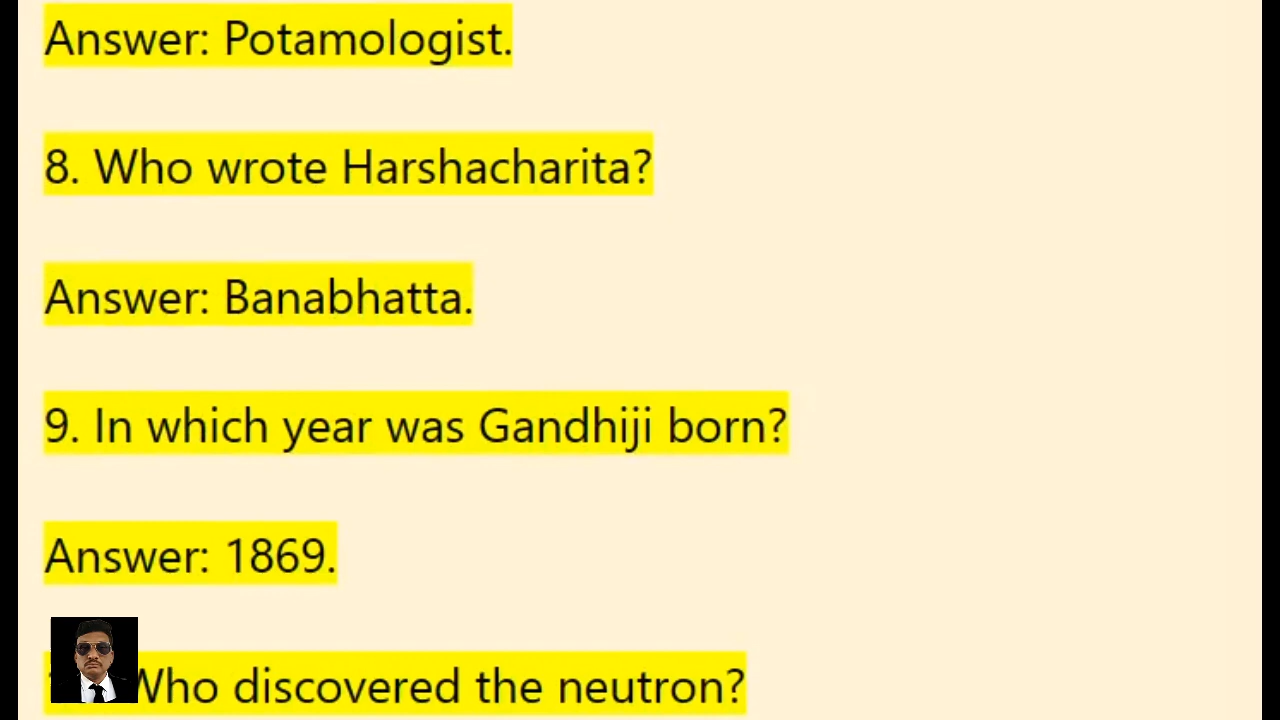 Answer: Potamologist.
8. Who wrote Harshacharita?
Answer: Banabhatta.
9. In which year was Gandhiji born?
Answer: 1869.
Who discovered the neutron?